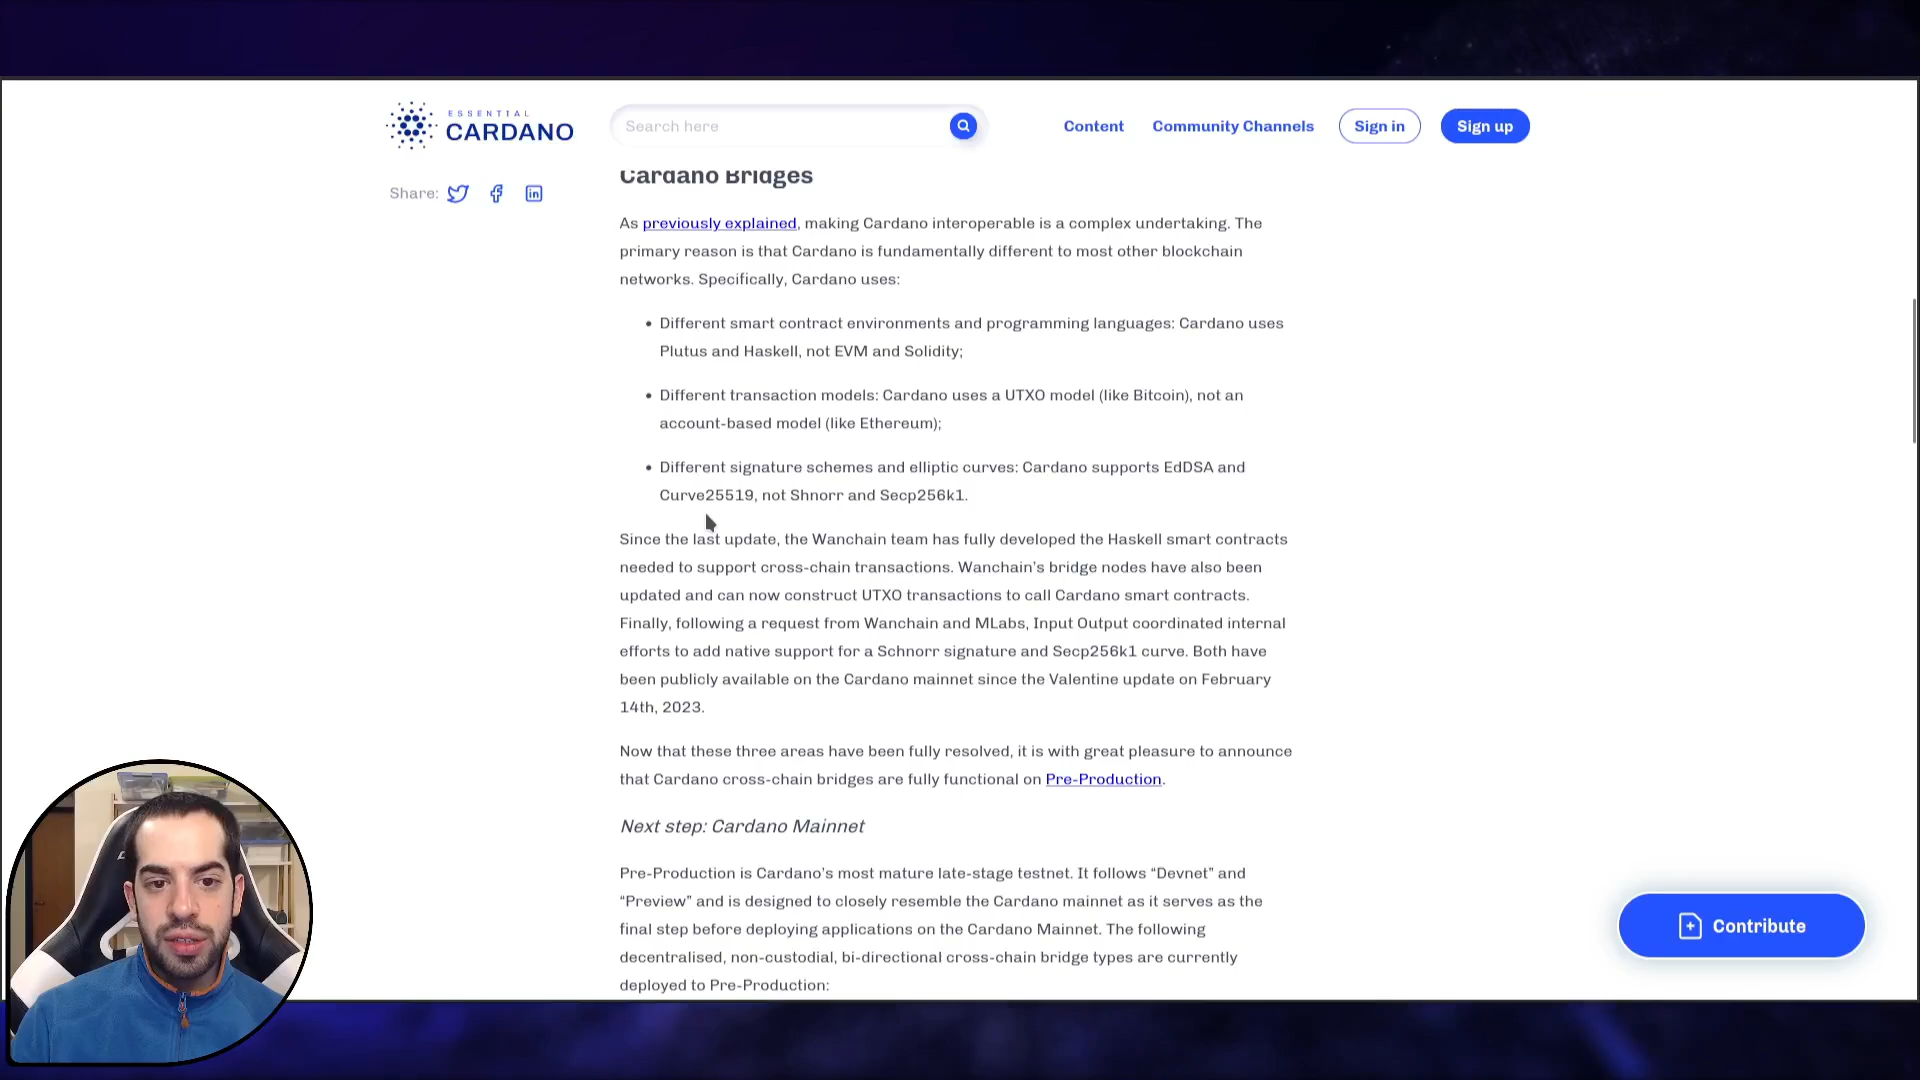 ESSENTIAL
CARDANO
Search here
Content
Community Channels
Sign in
Sign up
Share:
Cardano Bridges
As previously explained, making Cardano interoperable is a complex undertaking. The
primary reason is that Cardano is fundamentally different to most other blockchain
networks. Specifically, Cardano uses:
• Different smart contract environments and programming languages: Cardano uses
Plutus and Haskell, not EVM and Solidity;
• Different transaction models: Cardano uses a UTXO model (like Bitcoin), not an
account-based model (like Ethereum);
• Different signature schemes and elliptic curves: Cardano supports EdDSA and
Curve25519, not Shnorr and Secp256k1.
Since the last update, the Wanchain team has fully developed the Haskell smart contracts
needed to support cross-chain transactions. Wanchain’s bridge nodes have also been
updated and can now construct UTXO transactions to call Cardano smart contracts.
Finally, following a request from Wanchain and MLabs, Input Output coordinated internal
efforts to add native support for a Schnorr signature and Secp256k1 curve. Both have
been publicly available on the Cardano mainnet since the Valentine update on February
14th, 2023.
Now that these three areas have been fully resolved, it is with great pleasure to announce
that Cardano cross-chain bridges are fully functional on Pre-Production.
Next step: Cardano Mainnet
Pre-Production is Cardano’s most mature late-stage testnet. It follows “Devnet” and
“Preview” and is designed to closely resemble the Cardano mainnet as it serves as the
final step before deploying applications on the Cardano Mainnet. The following
decentralised, non-custodial, bi-directional cross-chain bridge types are currently
deployed to Pre-Production:
Contribute